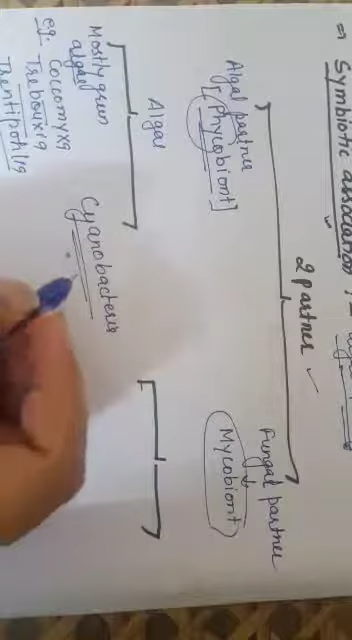 ⇒ Symbiotic association
2 Partner ✓
Algal partner
[Phycobiont]
Fungal partner
↓
Mycobiont
Algae
Mostly green
algae
eg. Coccomyxa
Trebouxia
Trentipohlia
Cyanobacteria